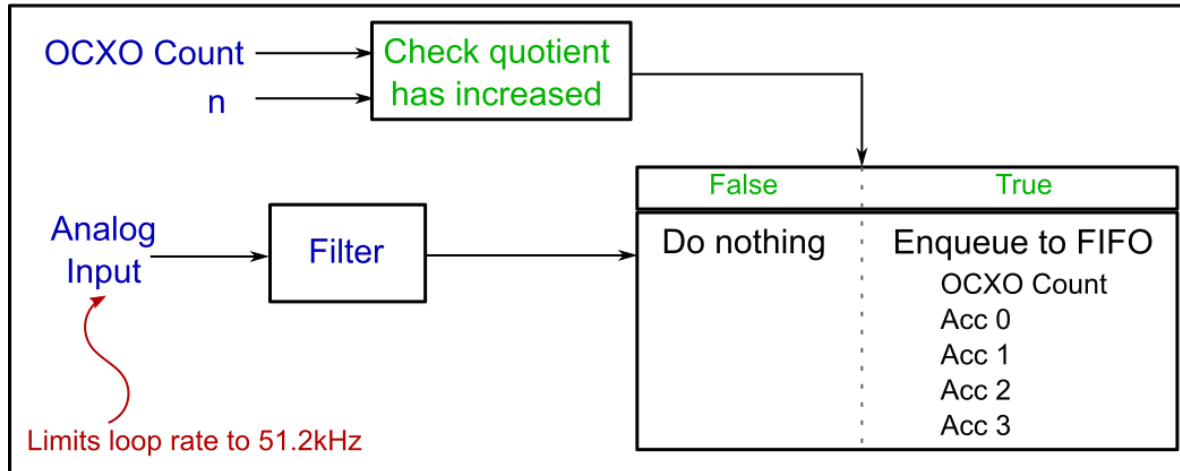 OCXO Count
n
Check quotient
has increased
Analog
Input
Filter
False
True
Do nothing
Enqueue to FIFO
OCXO Count
Acc 0
Acc 1
Acc 2
Acc 3
Limits loop rate to 51.2kHz